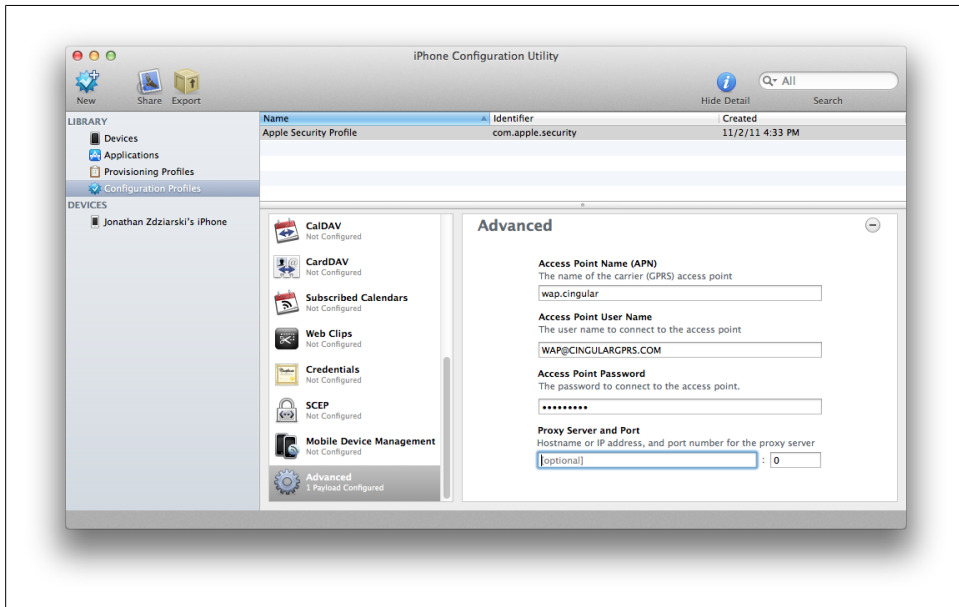 iPhone Configuration Utility
New
Share
Export
Hide Detail
All
Search
LIBRARY
Devices
Applications
Provisioning Profiles
Configuration Profiles
DEVICES
Jonathan Zdziarski's iPhone
Name
Identifier
Created
Apple Security Profile
com.apple.security
11/2/11 4:33 PM
CalDAV
Not Configured
CardDAV
Not Configured
Subscribed Calendars
Not Configured
Web Clips
Not Configured
Credentials
Not Configured
SCEP
Not Configured
Mobile Device Management
Not Configured
Advanced
1 Payload Configured
Advanced
Access Point Name (APN)
The name of the carrier (GPRS) access point
wap.cingular
Access Point User Name
The user name to connect to the access point
WAP@CINGULARGPRS.COM
Access Point Password
The password to connect to the access point.
•••••••••
Proxy Server and Port
Hostname or IP address, and port number for the proxy server
[optional] : 0